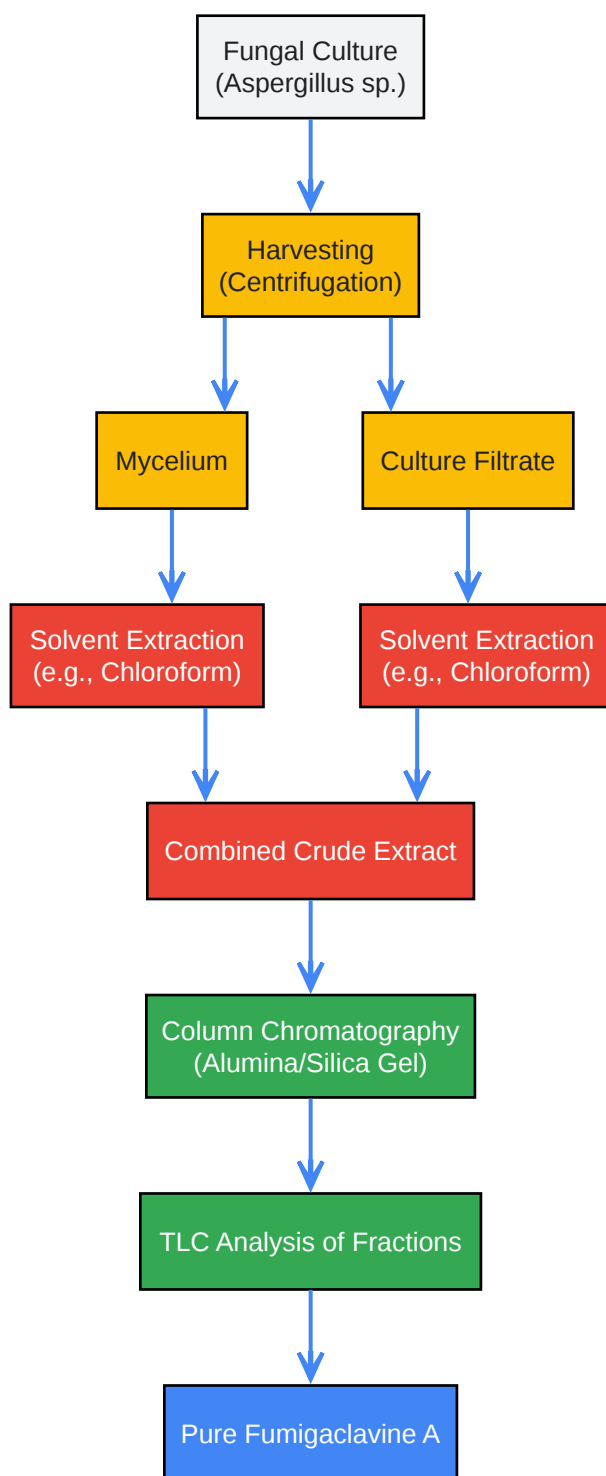 Fungal Culture
(Aspergillus sp.)
Harvesting
(Centrifugation)
Mycelium
Culture Filtrate
Solvent Extraction
(e.g., Chloroform)
Solvent Extraction
(e.g., Chloroform)
Combined Crude Extract
Column Chromatography
(Alumina/Silica Gel)
TLC Analysis of Fractions
Pure Fumigaclavine A